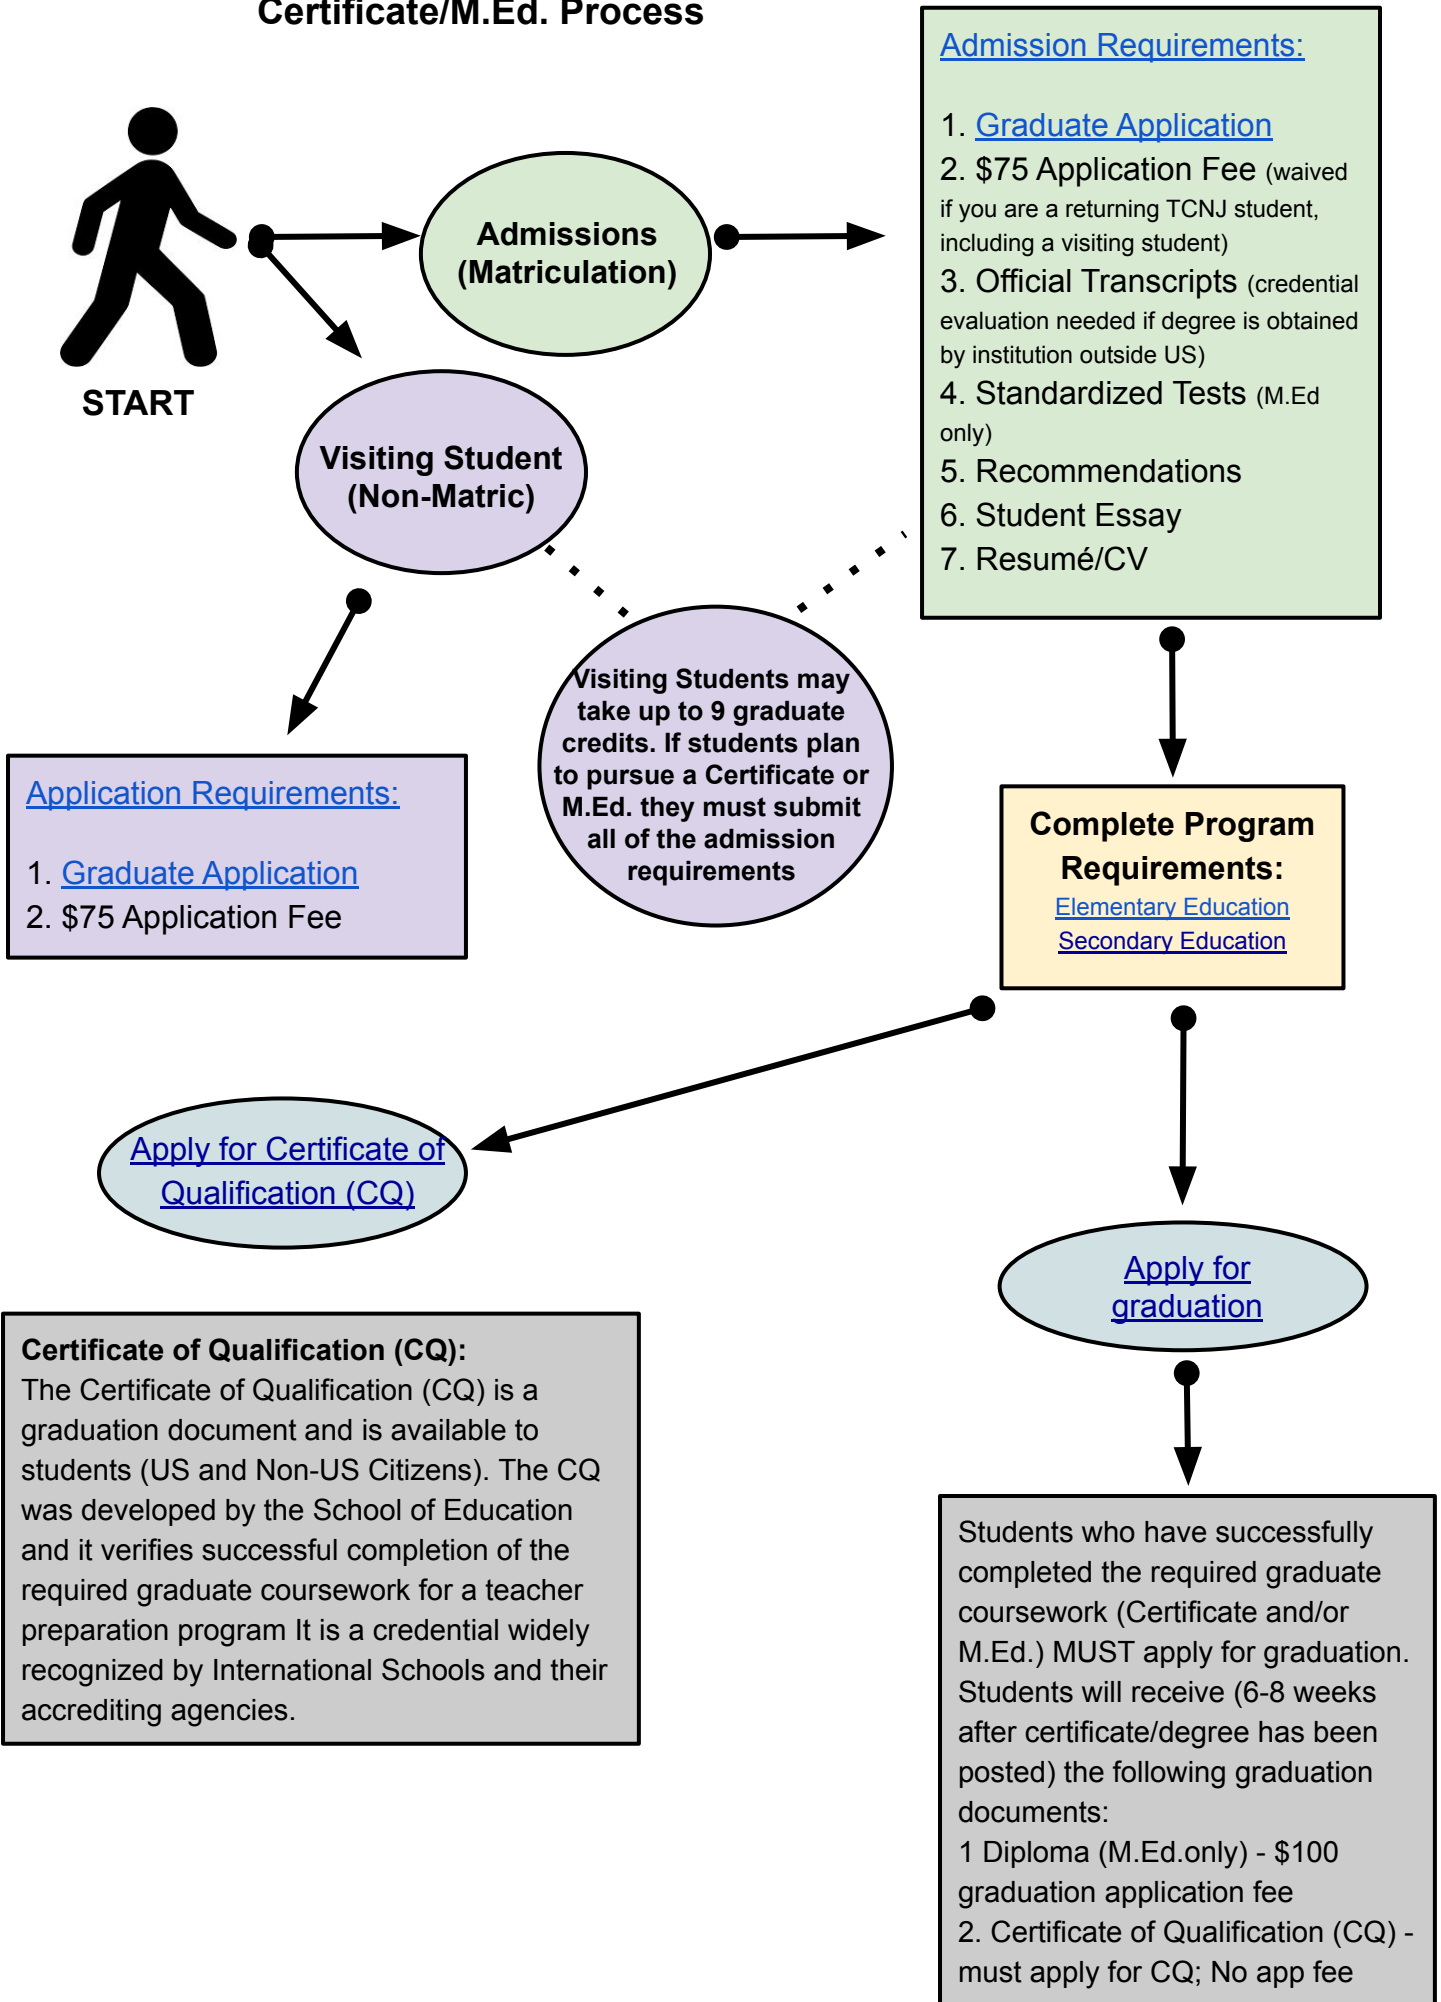 Certificate/M.Ed. Process
START
Admissions
(Matriculation)
Visiting Student
(Non-Matric)
Admission Requirements:
1. Graduate Application
2. $75 Application Fee (waived
if you are a returning TCNJ student,
including a visiting student)
3. Official Transcripts (credential
evaluation needed if degree is obtained
by institution outside US)
4. Standardized Tests (M.Ed
only)
5. Recommendations
6. Student Essay
7. Resumé/CV
Visiting Students may
take up to 9 graduate
credits. If students plan
to pursue a Certificate or
M.Ed. they must submit
all of the admission
requirements
Application Requirements:
1. Graduate Application
2. $75 Application Fee
Complete Program
Requirements:
Elementary Education
Secondary Education
Apply for Certificate of
Qualification (CQ)
Apply for
graduation
Certificate of Qualification (CQ):
The Certificate of Qualification (CQ) is a
graduation document and is available to
students (US and Non-US Citizens). The CQ
was developed by the School of Education
and it verifies successful completion of the
required graduate coursework for a teacher
preparation program It is a credential widely
recognized by International Schools and their
accrediting agencies.
Students who have successfully
completed the required graduate
coursework (Certificate and/or
M.Ed.) MUST apply for graduation.
Students will receive (6-8 weeks
after certificate/degree has been
posted) the following graduation
documents:
1 Diploma (M.Ed.only) - $100
graduation application fee
2. Certificate of Qualification (CQ) -
must apply for CQ; No app fee